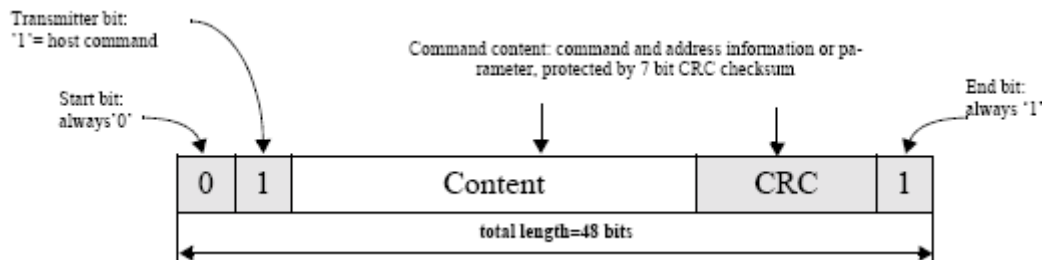 Transmitter bit:
'1'= host command
Command content: command and address information or pa-
rameter, protected by 7 bit CRC checksum
Start bit:
always'0'
End bit:
always '1'
0 1 Content CRC 1
total length=48 bits